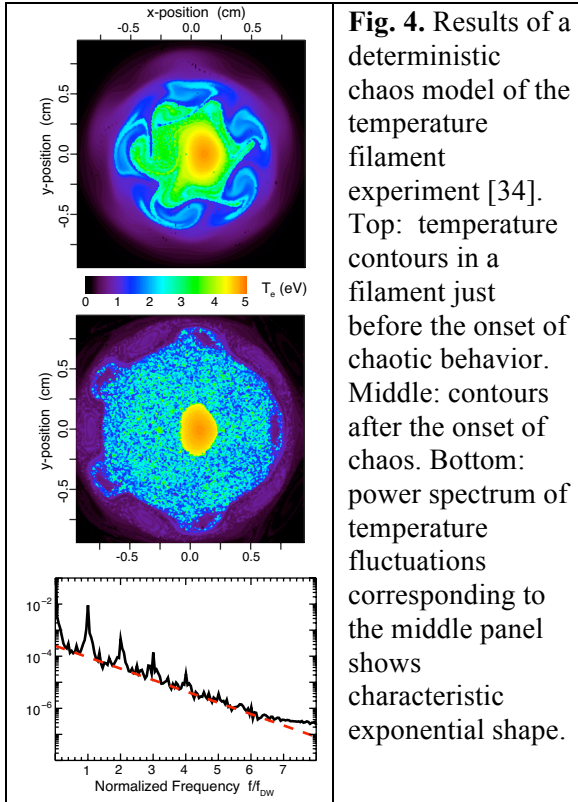 x-position (cm)
-0.5 0.0 0.5
y-position (cm)
0.5
0.0
-0.5
T_e (eV)
0 1 2 3 4 5
y-position (cm)
0.5
0.0
-0.5
-0.5 0.0 0.5
10^-2
10^-4
10^-6
1 2 3 4 5 6 7
Normalized Frequency f/f_DW
Fig. 4. Results of a
deterministic
chaos model of the
temperature
filament
experiment [34].
Top: temperature
contours in a
filament just
before the onset of
chaotic behavior.
Middle: contours
after the onset of
chaos. Bottom:
power spectrum of
temperature
fluctuations
corresponding to
the middle panel
shows
characteristic
exponential shape.